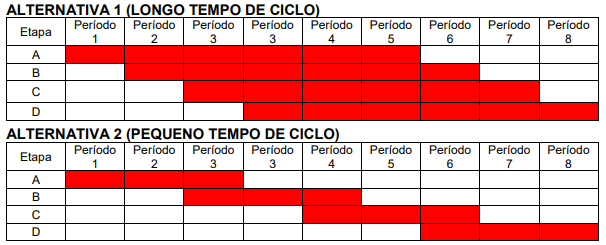 ALTERNATIVA 1 (LONGO TEMPO DE CICLO)
Etapa Período 1 Período 2 Período 3 Período 3 Período 4 Período 5 Período 6 Período 7 Período 8
A
B
C
D
ALTERNATIVA 2 (PEQUENO TEMPO DE CICLO)
Etapa Período 1 Período 2 Período 3 Período 3 Período 4 Período 5 Período 6 Período 7 Período 8
A
B
C
D